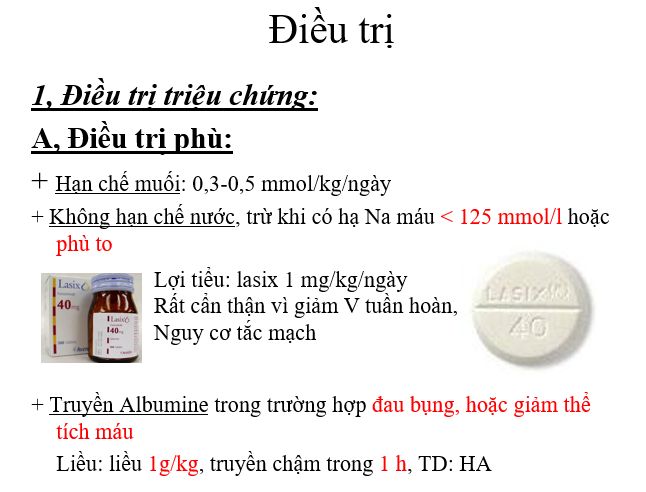 Điều trị
1, Điều trị triệu chứng:
A, Điều trị phù:
+ Hạn chế muối: 0,3-0,5 mmol/kg/ngày
+ Không hạn chế nước, trừ khi có hạ Na máu < 125 mmol/l hoặc
phù to
Lasix
40mg
Lasix
40mg
Lợi tiểu: lasix 1 mg/kg/ngày
Rất cẩn thận vì giảm V tuần hoàn,
Nguy cơ tắc mạch
LASIX
40
+ Truyền Albumine trong trường hợp đau bụng, hoặc giảm thể
tích máu
Liều: liều 1g/kg, truyền chậm trong 1 h, TD: HA